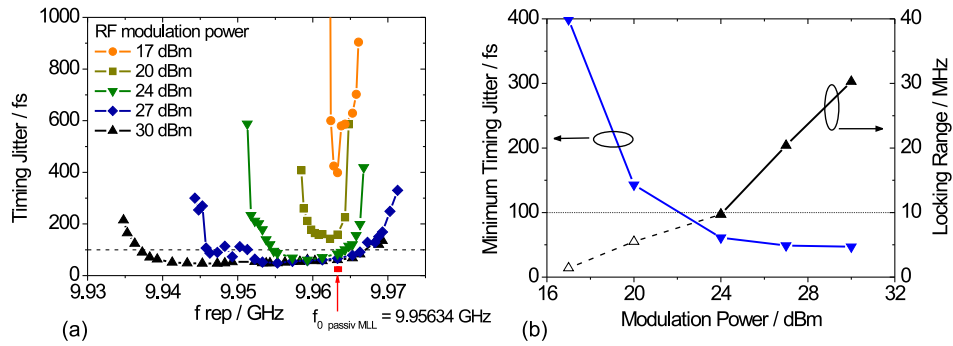 RF modulation power
17 dBm
20 dBm
24 dBm
27 dBm
30 dBm
Timing Jitter / fs
1000
800
600
400
200
0
9.93
9.94
9.95
9.96
9.97
f rep / GHz
f0 passiv MLL = 9.95634 GHz
(a)
Minimum Timing Jitter / fs
400
300
200
100
0
16
20
24
28
32
Modulation Power / dBm
40
30
20
10
0
Locking Range / MHz
(b)